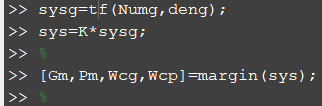 >> sysg=tf(Numg,deng);
>> sys=K*sysg;
>> %
>> [Gm,Pm,Wcg,Wcp]=margin(sys);
>> %